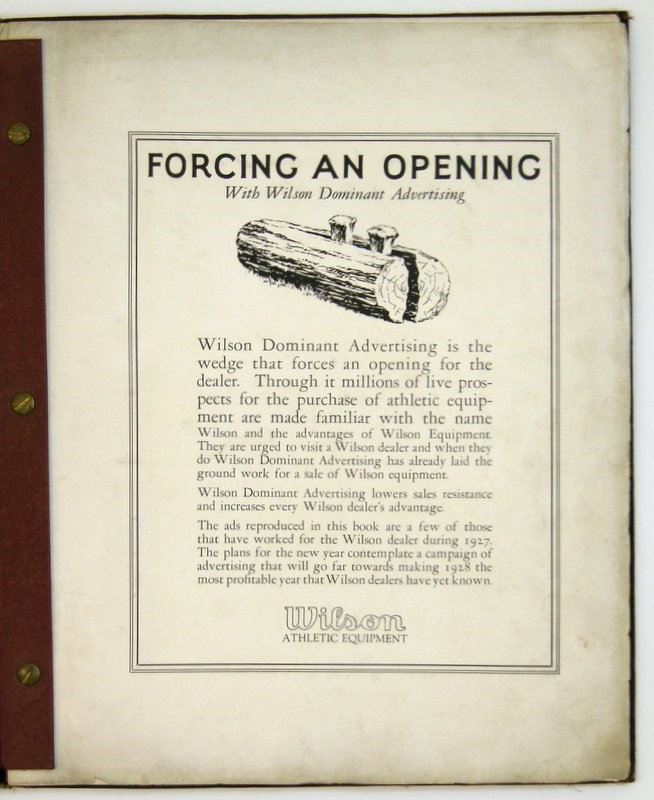 FORCING AN OPENING
With Wilson Dominant Advertising
Wilson Dominant Advertising is the
wedge that forces an opening for the
dealer. Through it millions of live pros-
pects for the purchase of athletic equip-
ment are made familiar with the name
Wilson and the advantages of Wilson Equipment.
They are urged to visit a Wilson dealer and when they
do Wilson Dominant Advertising has already laid the
ground work for a sale of Wilson equipment.
Wilson Dominant Advertising lowers sales resistance
and increases every Wilson dealer's advantage.
The ads reproduced in this book are a few of those
that have worked for the Wilson dealer during 1927.
The plans for the new year contemplate a campaign of
advertising that will go far towards making 1928 the
most profitable year that Wilson dealers have yet known.
Wilson
ATHLETIC EQUIPMENT